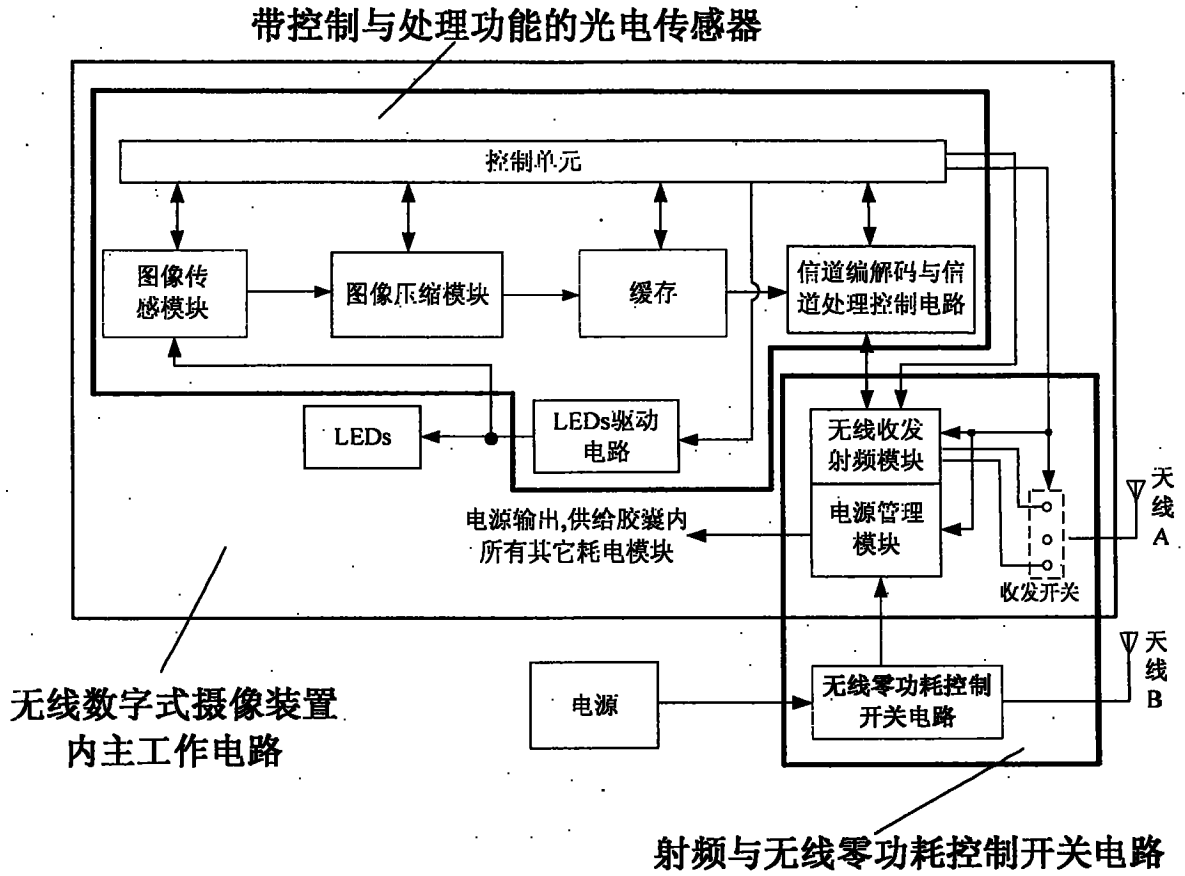 带控制与处理功能的光电传感器
控制单元
图像传
感模块
图像压缩模块
缓存
信道编解码与信
道处理控制电路
LEDs
LEDs驱动
电路
无线收发
射频模块
电源管理
模块
电源输出,供给胶囊内
所有其它耗电模块
收发开关
天
线
A
天
线
B
电源
无线零功耗控制
开关电路
无线数字式摄像装置
内主工作电路
射频与无线零功耗控制开关电路